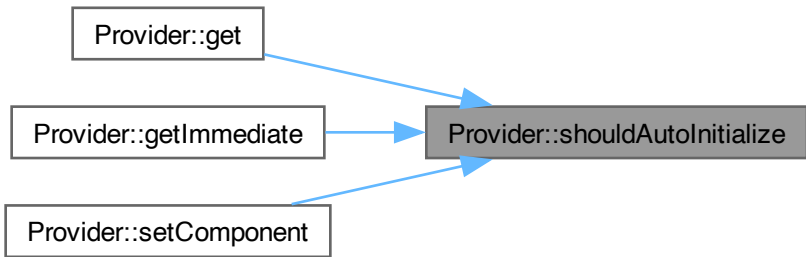 Provider::get
Provider::getImmediate
Provider::shouldAutoInitialize
Provider::setComponent